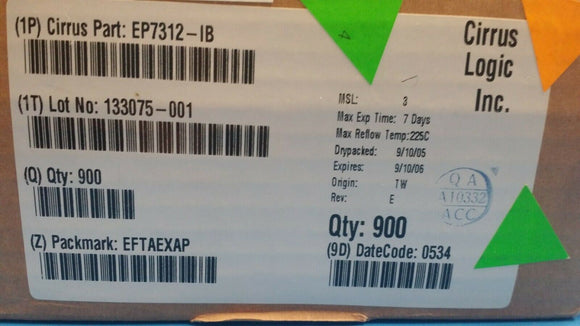 (1P) Cirrus Part: EP7312-IB
Cirrus
Logic
Inc.
(1T) Lot No: 133075-001
MSL: 3
Max Exp Time: 7 Days
Max Reflow Temp:225C
Drypacked: 9/10/05
Expires: 9/10/06
Origin: TW
Rev: E
(Q) Qty: 900
Q A
A10332
ACC
Qty: 900
(Z) Packmark: EFTAEXAP
(9D) DateCode: 0534